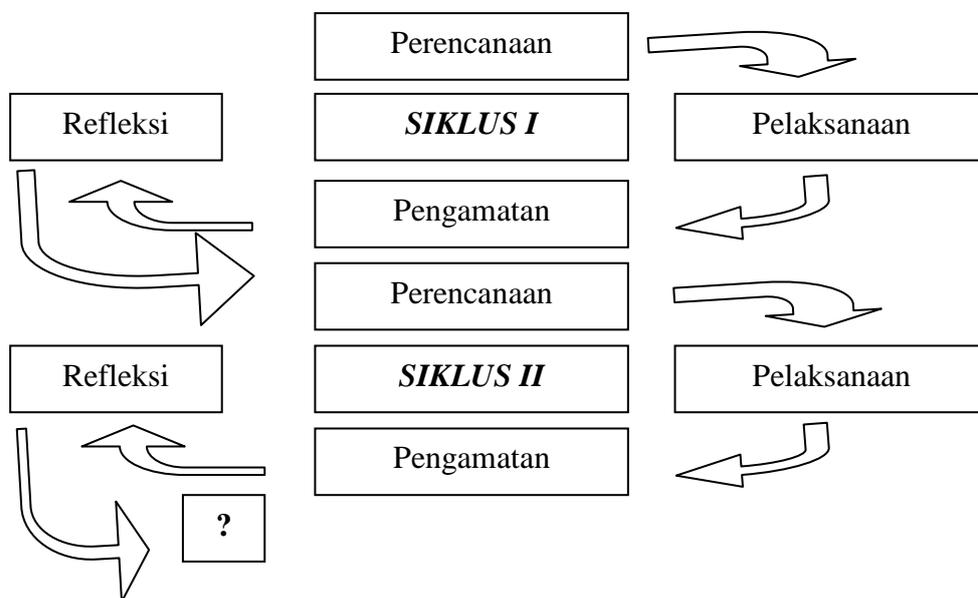 Perencanaan
Refleksi
SIKLUS I
Pelaksanaan
Pengamatan
Perencanaan
Refleksi
SIKLUS II
Pelaksanaan
Pengamatan
?